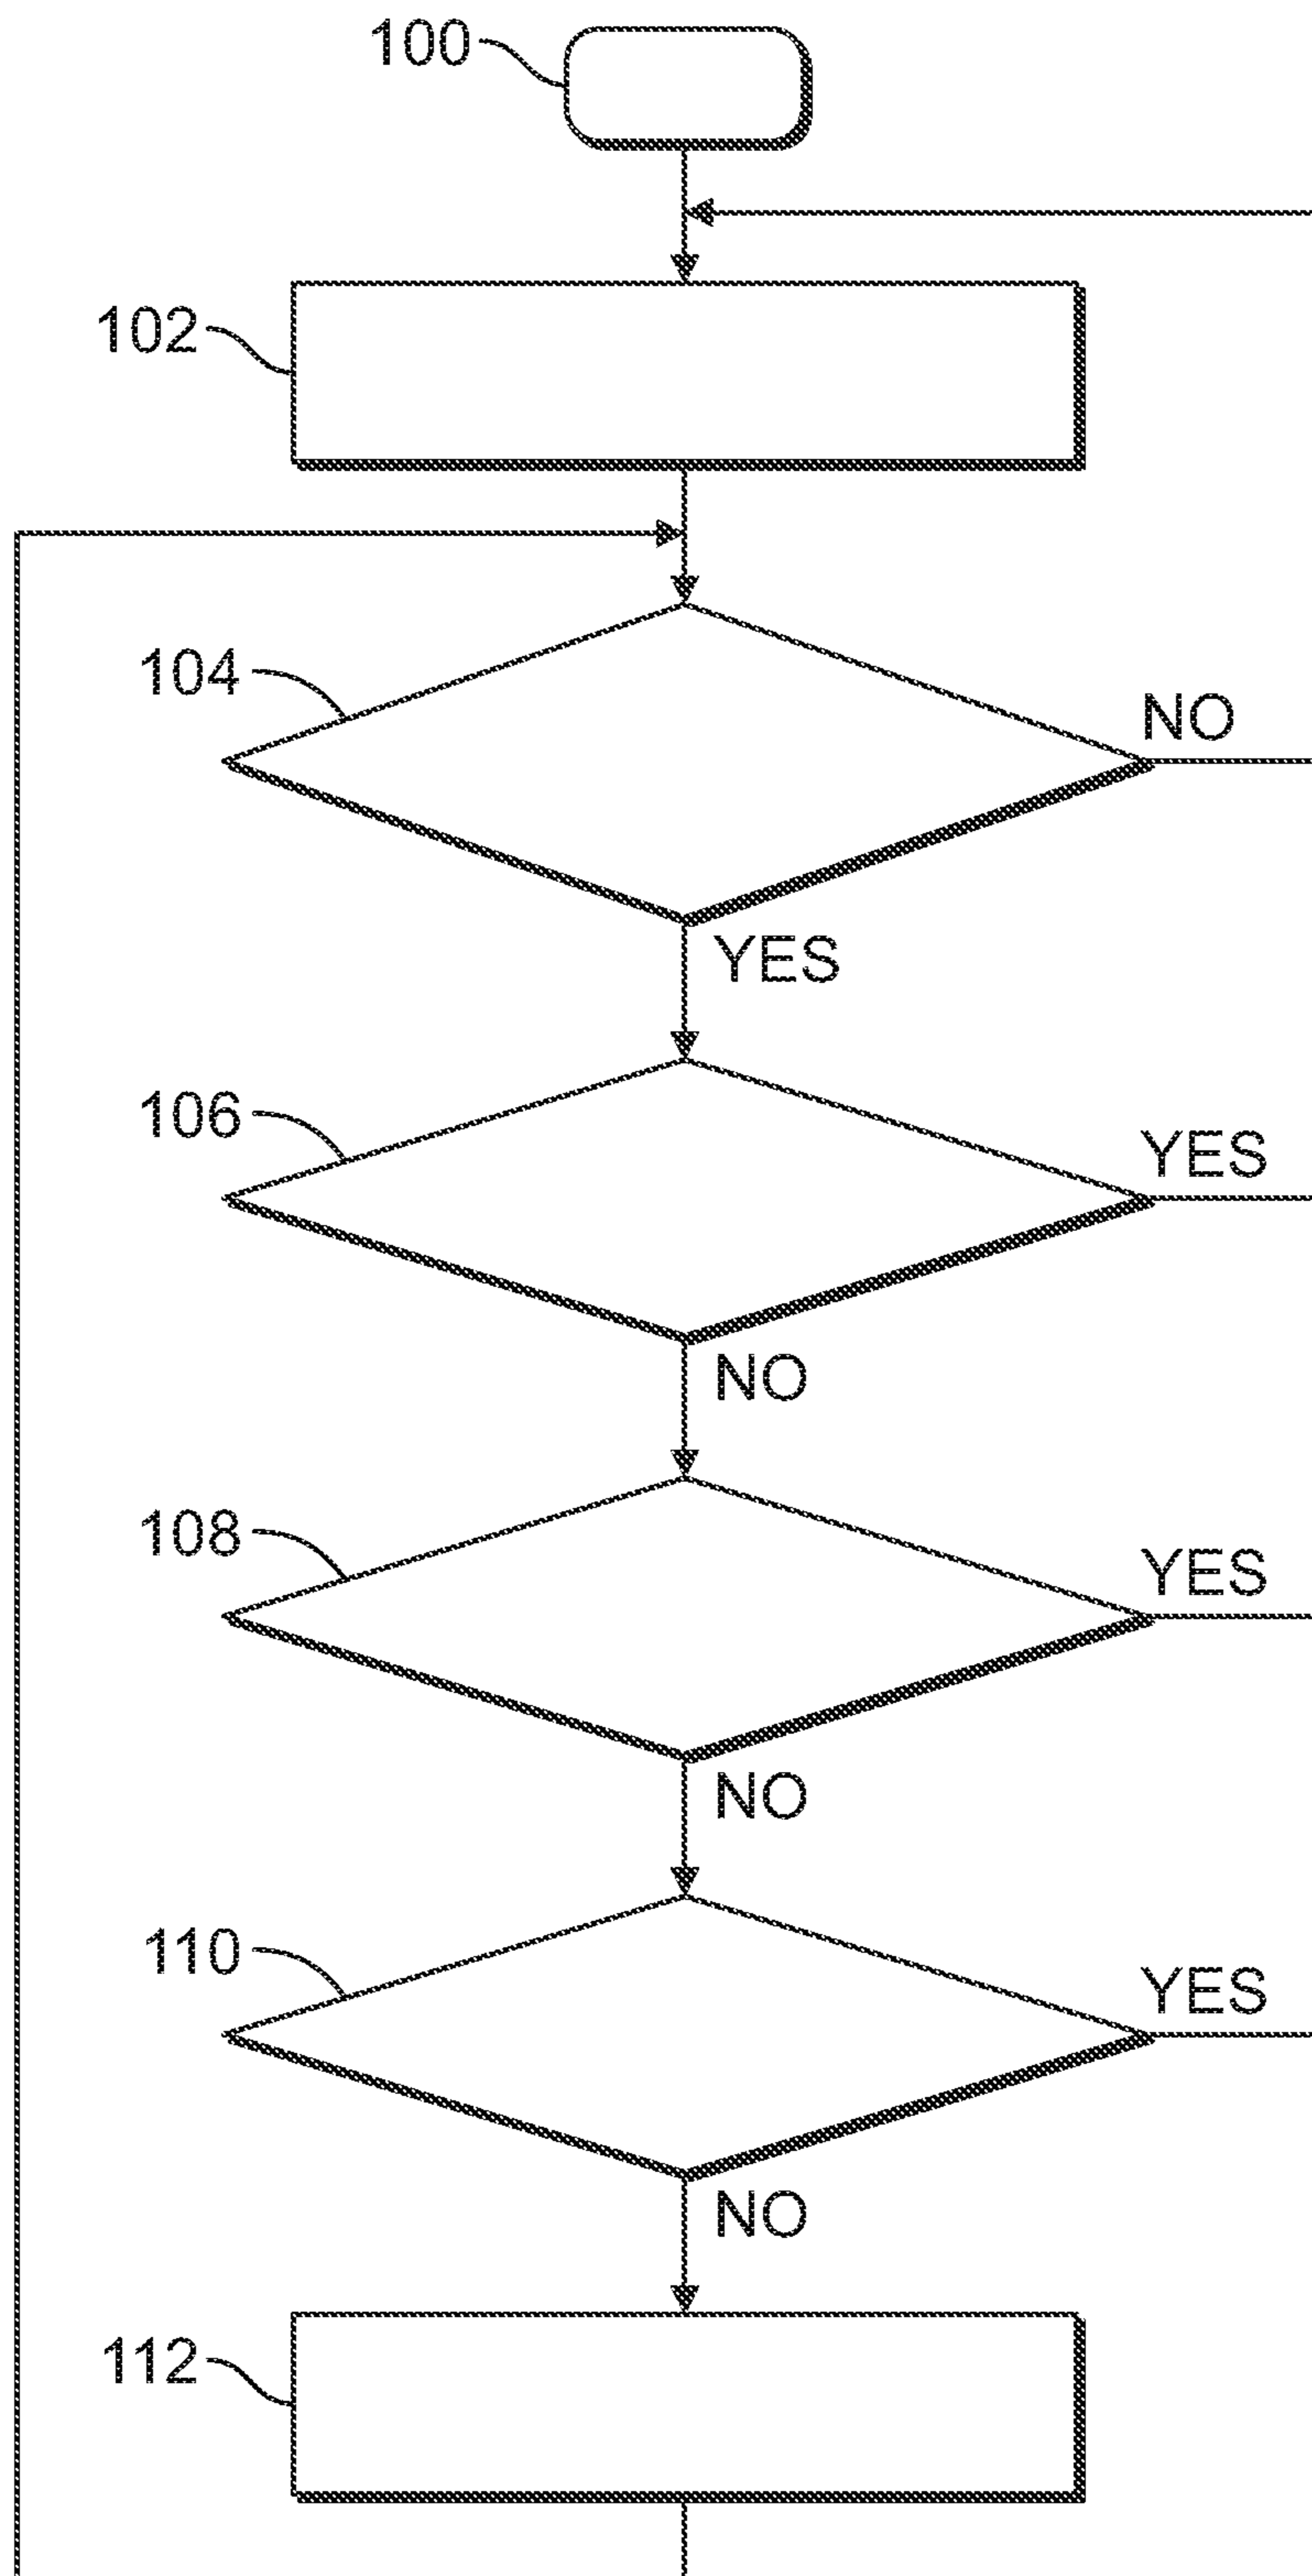 100
102
104
NO
YES
106
YES
NO
108
YES
NO
110
YES
NO
112